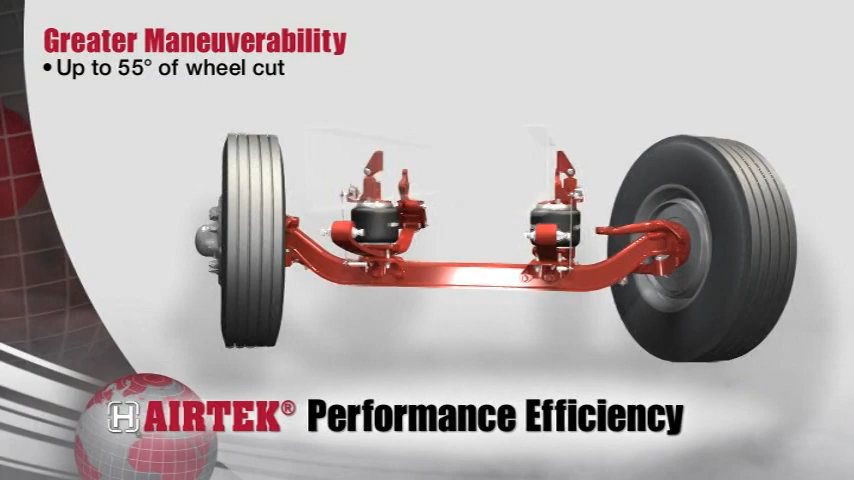 Greater Maneuverability
• Up to 55° of wheel cut
H AIRTEK® Performance Efficiency